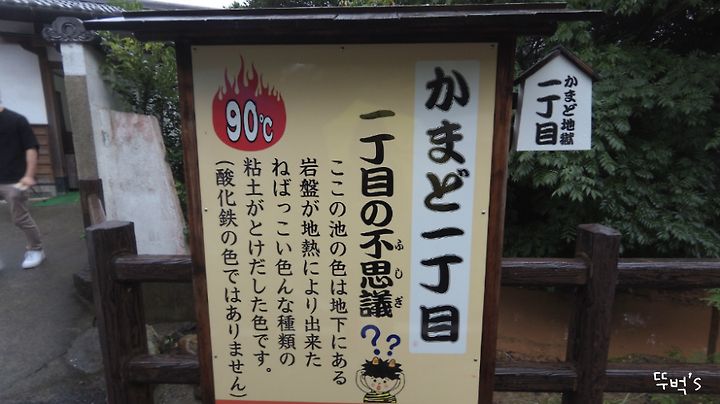 かまど一丁目
一丁目の不思議??
ふしぎ
ここの池の色は地下にある
岩盤が地熱により出来た
ねばっこい色んな種類の
粘土がとけだした色です。
(酸化鉄の色ではありません)
90℃
かまど地獄
一丁目
뚜벅's